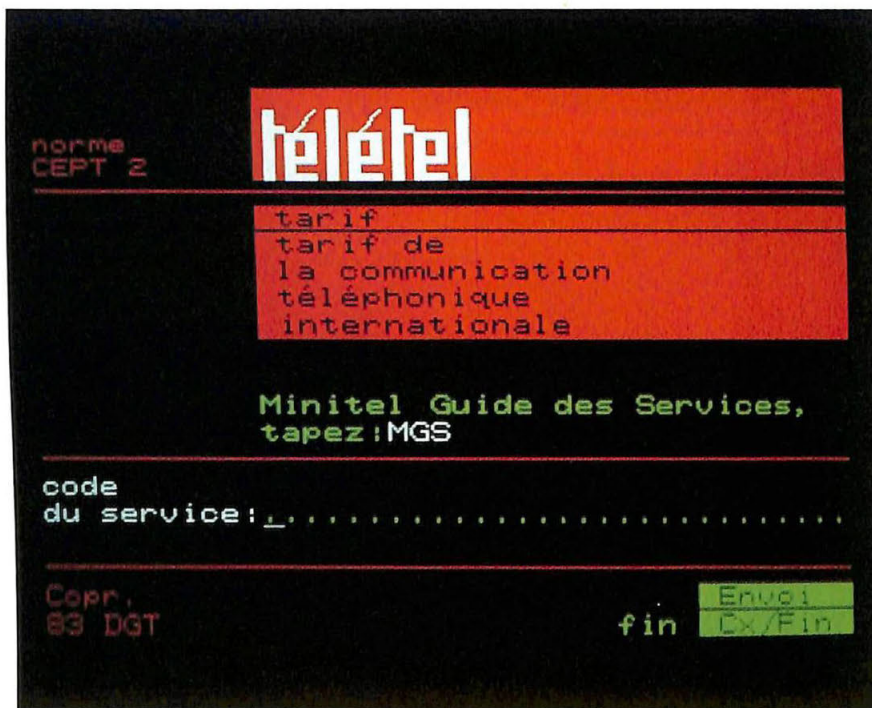 télétel
norme
CEPT 2
tarif
tarif de
la communication
téléphonique
internationale
Minitel Guide des Services,
tapez:MGS
code
du service:_....................................
Copr.
83 DGT
Envoi
fin Cx/Fin